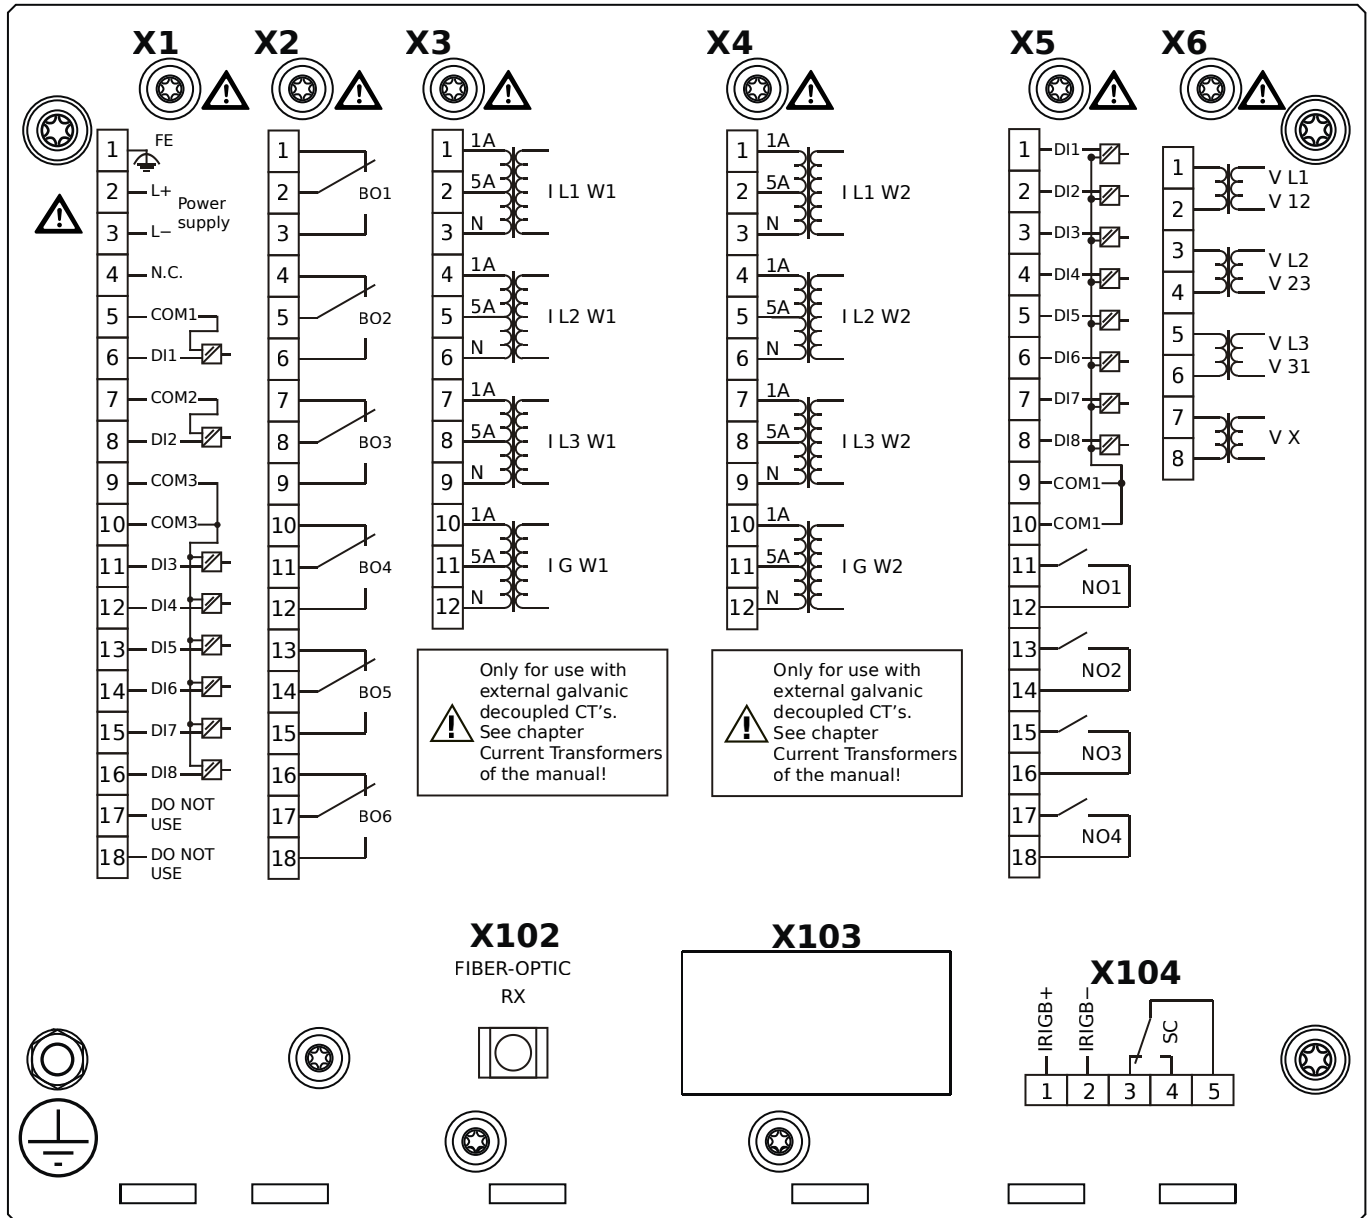 X1
X2
X3
X4
X5
X6
1 FE
2 L+
Power
supply
3 L−
4 N.C.
5 COM1
6 DI1
7 COM2
8 DI2
9 COM3
10 COM3
11 DI3
12 DI4
13 DI5
14 DI6
15 DI7
16 DI8
17 DO NOT
USE
18 DO NOT
USE
1
2 BO1
3
4
5 BO2
6
7
8 BO3
9
10
11 BO4
12
13
14 BO5
15
16
17 BO6
18
1 1A
2 5A I L1 W1
3 N
4 1A
5 5A I L2 W1
6 N
7 1A
8 5A I L3 W1
9 N
10 1A
11 5A I G W1
12 N
Only for use with
external galvanic
decoupled CT's.
See chapter
Current Transformers
of the manual!
1 1A
2 5A I L1 W2
3 N
4 1A
5 5A I L2 W2
6 N
7 1A
8 5A I L3 W2
9 N
10 1A
11 5A I G W2
12 N
Only for use with
external galvanic
decoupled CT's.
See chapter
Current Transformers
of the manual!
1 DI1
2 DI2
3 DI3
4 DI4
5 DI5
6 DI6
7 DI7
8 DI8
9 COM1
10 COM1
11
NO1
12
13
NO2
14
15
NO3
16
17
NO4
18
1 V L1
2 V 12
3 V L2
4 V 23
5 V L3
6 V 31
7
V X
8
X102
FIBER-OPTIC
RX
X103
X104
IRIGB+
IRIGB−
SC
1 2 3 4 5